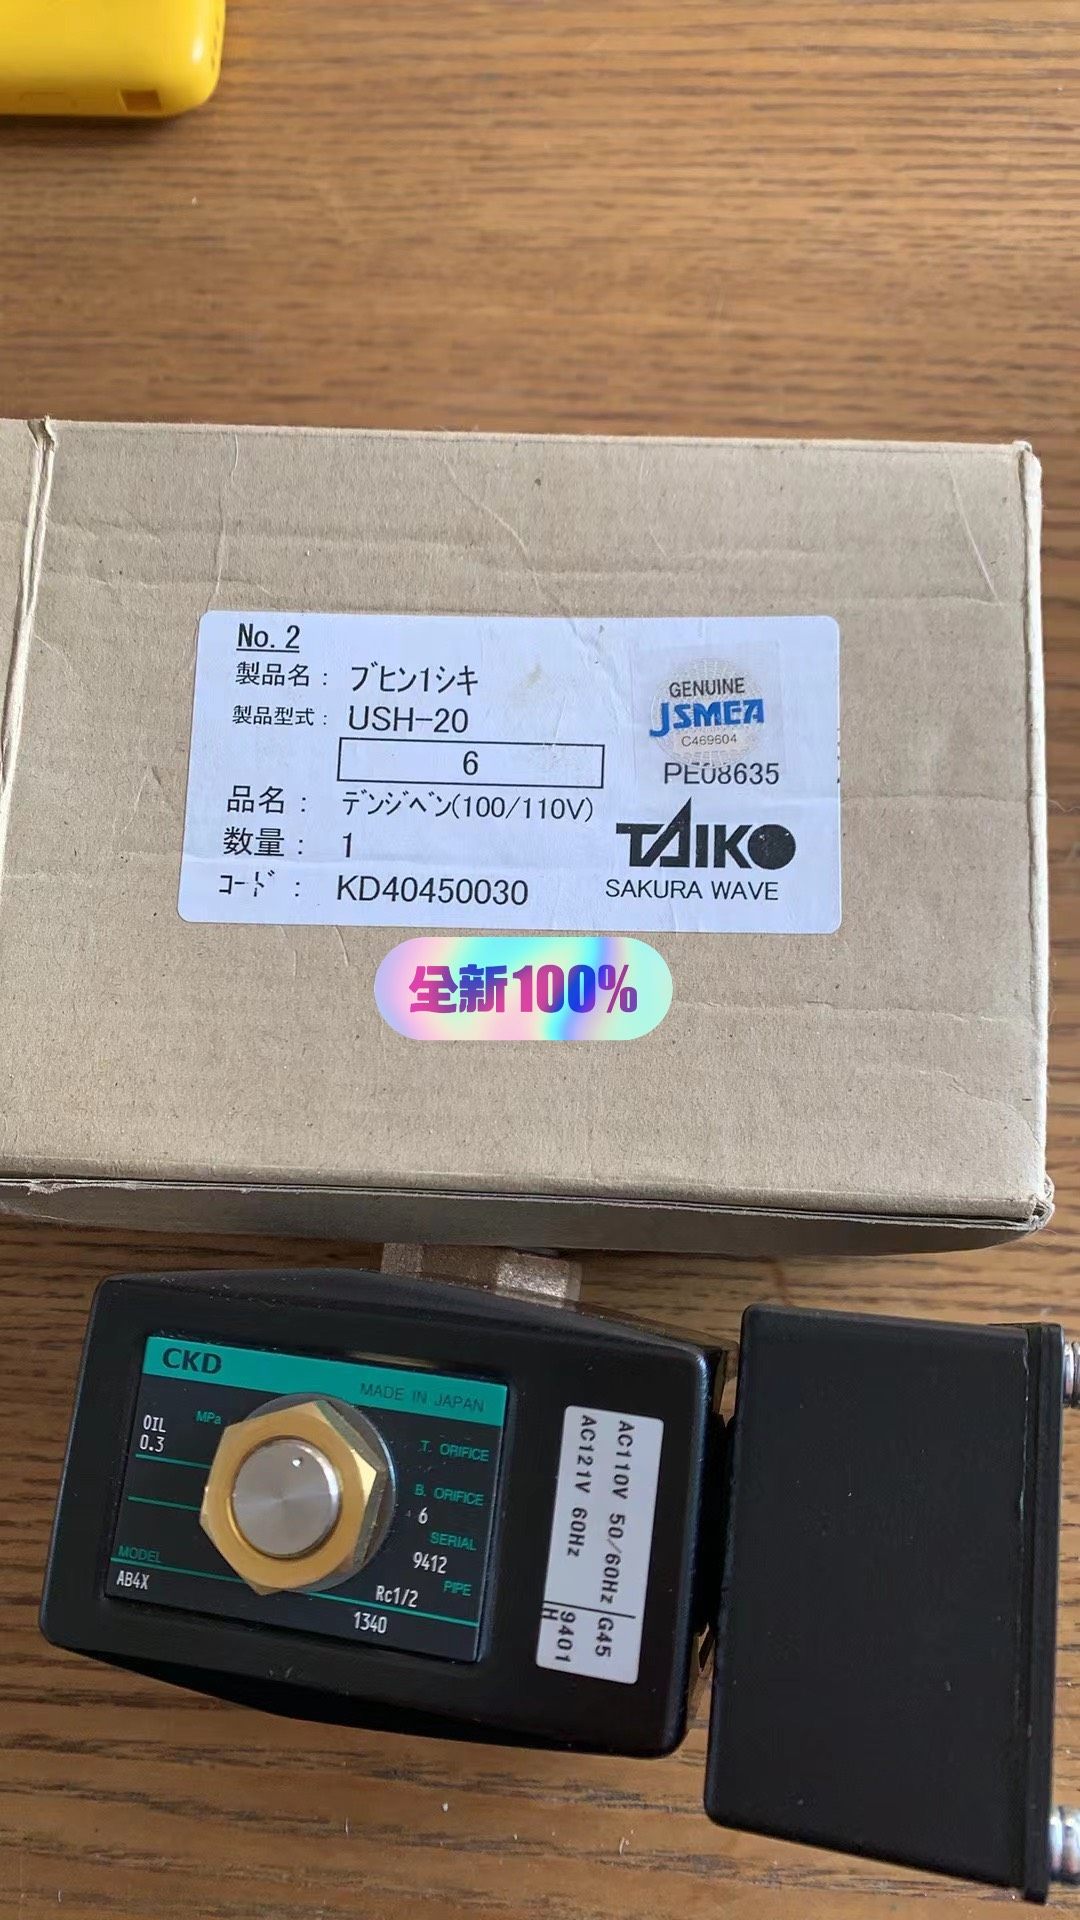 No. 2
製品名： ブヒン1シキ
製品型式： USH-20
6
品名： デンジベン(100/110V)
数量： 1
コード： KD40450030
GENUINE
JSMEA
C469604
PE08635
TAIKO
SAKURA WAVE
全新100%
CKD
MADE IN JAPAN
MPa
OIL
0.3
T. ORIFICE
B. ORIFICE
6
SERIAL
9412
MODEL
AB4X
PIPE
Rc1/2
1340
AC110V 50/60Hz G45
AC121V 60Hz 9401
H